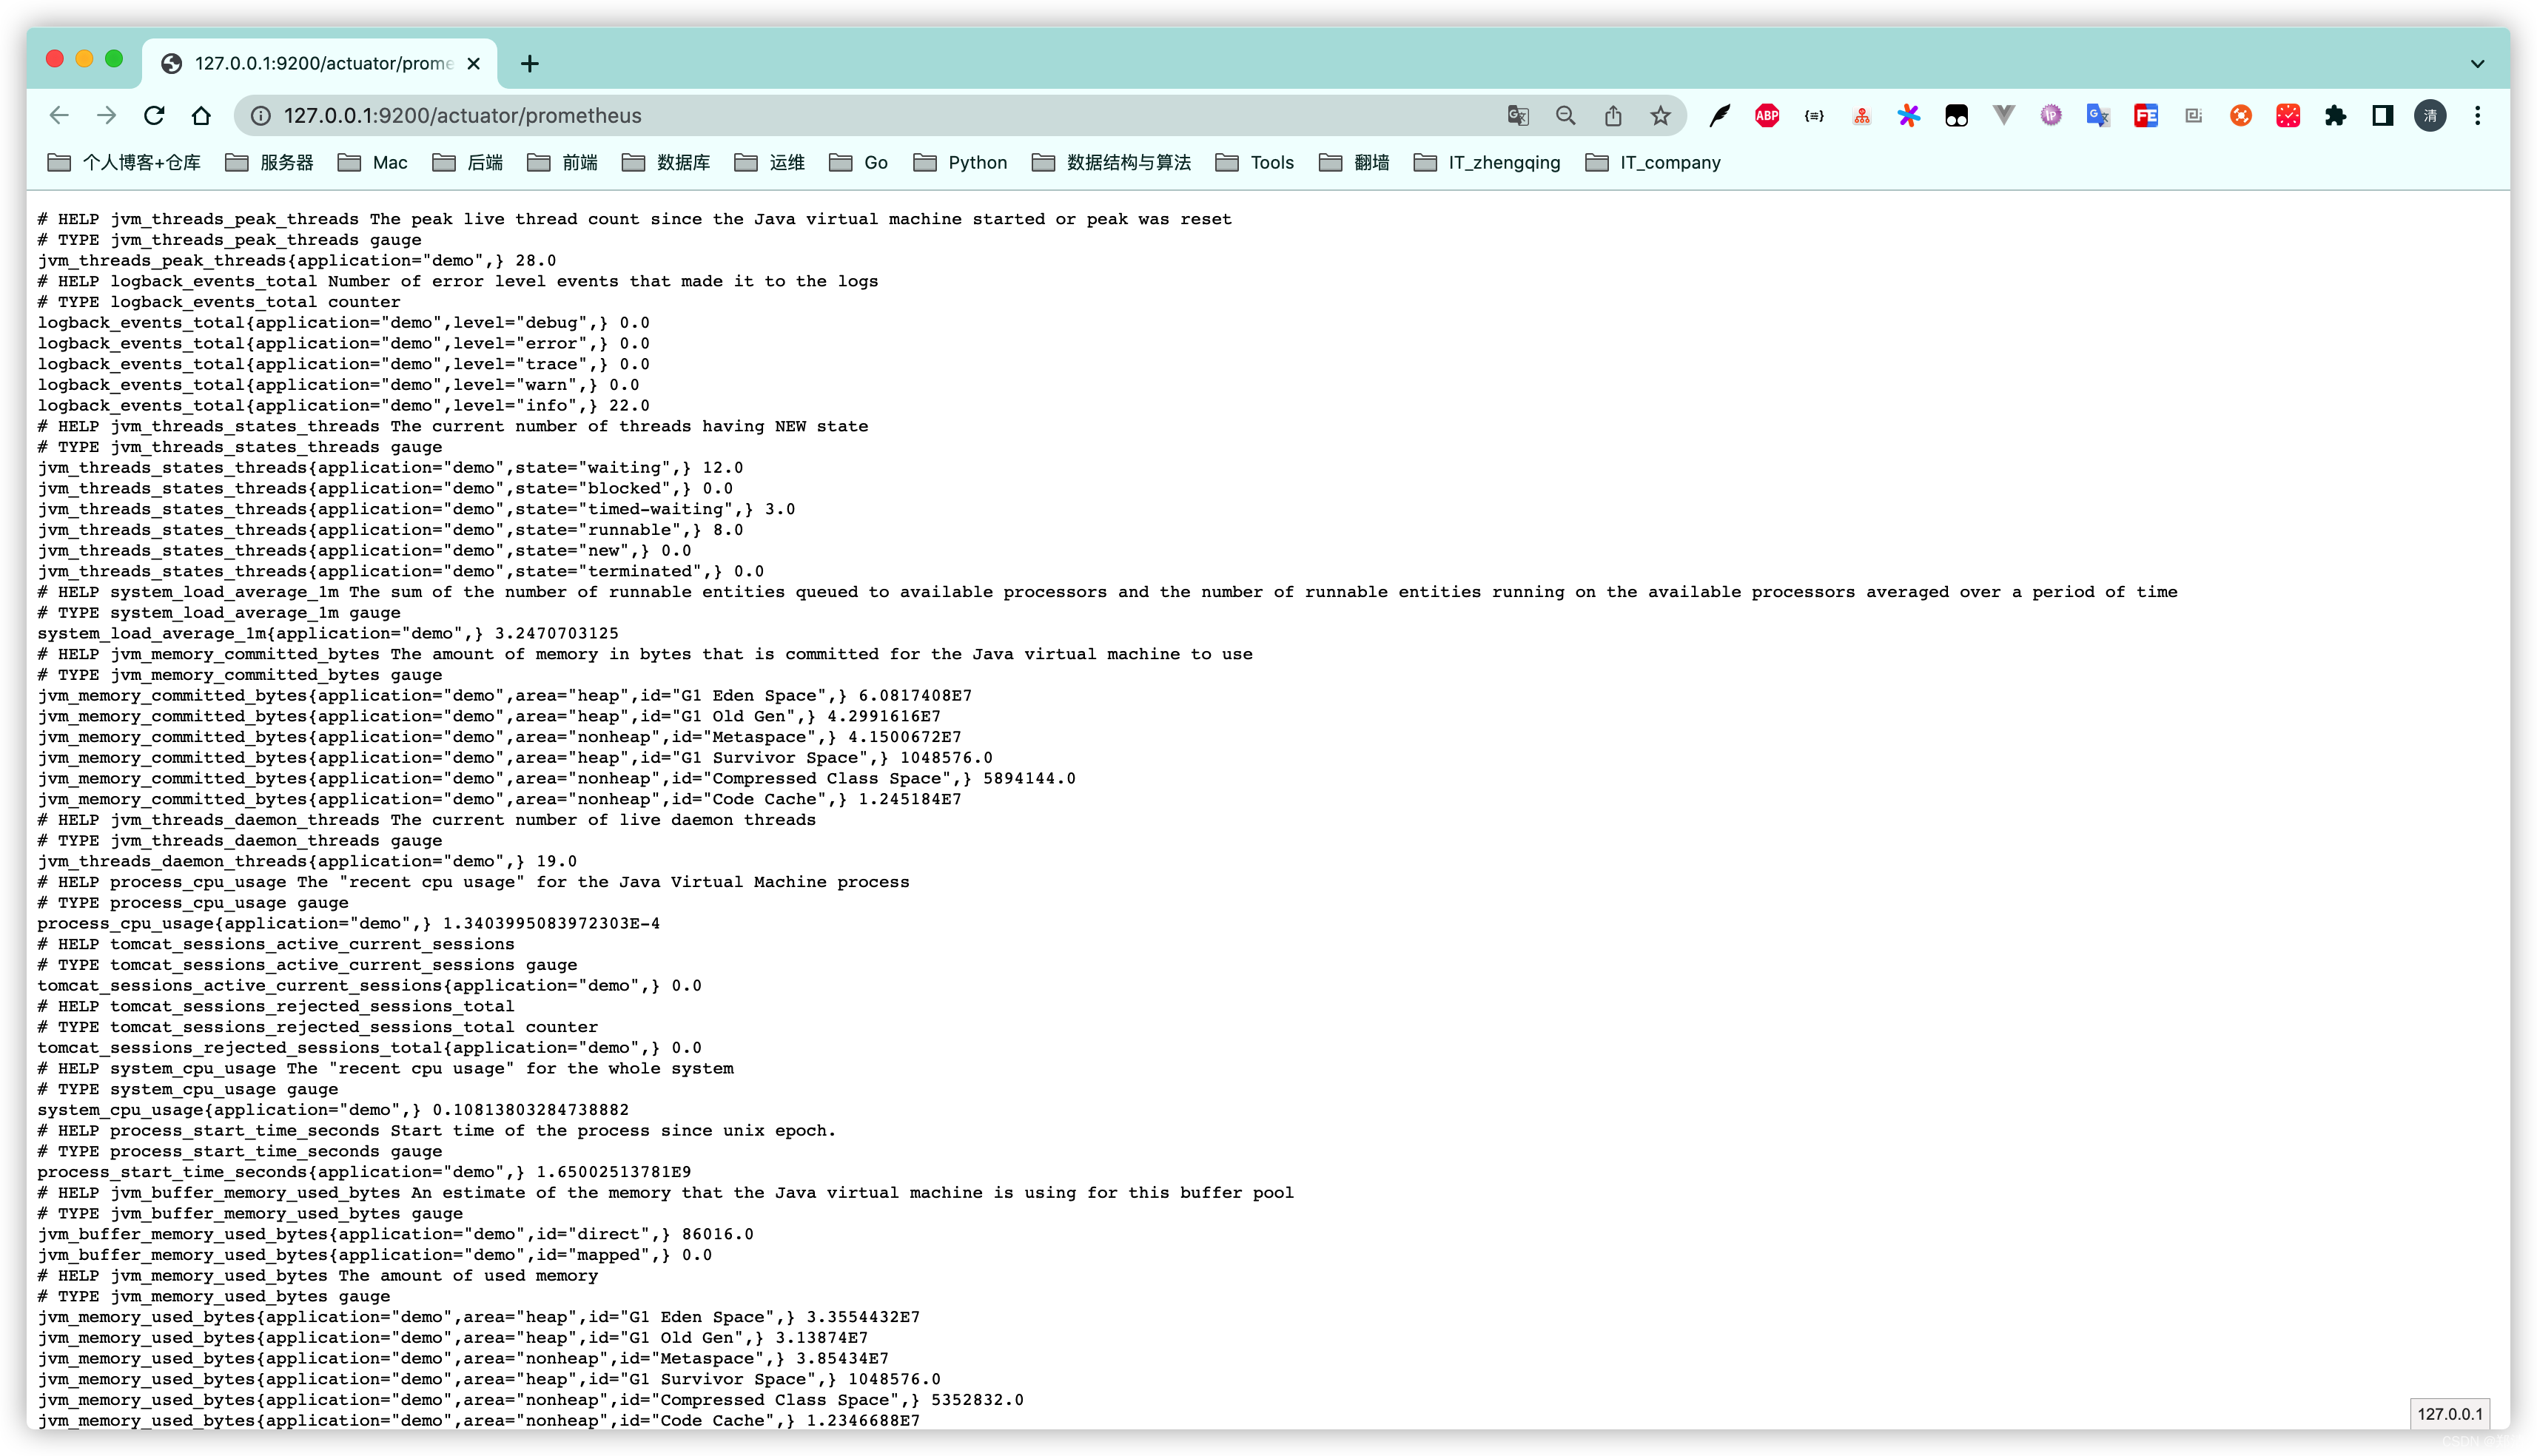 127.0.0.1:9200/actuator/prome
127.0.0.1:9200/actuator/prometheus
ABP
FE
清
个人博客+仓库 服务器 Mac 后端 前端 数据库 运维 Go Python 数据结构与算法 Tools 翻墙 IT_zhengqing IT_company
# HELP jvm_threads_peak_threads The peak live thread count since the Java virtual machine started or peak was reset
# TYPE jvm_threads_peak_threads gauge
jvm_threads_peak_threads{application="demo",} 28.0
# HELP logback_events_total Number of error level events that made it to the logs
# TYPE logback_events_total counter
logback_events_total{application="demo",level="debug",} 0.0
logback_events_total{application="demo",level="error",} 0.0
logback_events_total{application="demo",level="trace",} 0.0
logback_events_total{application="demo",level="warn",} 0.0
logback_events_total{application="demo",level="info",} 22.0
# HELP jvm_threads_states_threads The current number of threads having NEW state
# TYPE jvm_threads_states_threads gauge
jvm_threads_states_threads{application="demo",state="waiting",} 12.0
jvm_threads_states_threads{application="demo",state="blocked",} 0.0
jvm_threads_states_threads{application="demo",state="timed-waiting",} 3.0
jvm_threads_states_threads{application="demo",state="runnable",} 8.0
jvm_threads_states_threads{application="demo",state="new",} 0.0
jvm_threads_states_threads{application="demo",state="terminated",} 0.0
# HELP system_load_average_1m The sum of the number of runnable entities queued to available processors and the number of runnable entities running on the available processors averaged over a period of time
# TYPE system_load_average_1m gauge
system_load_average_1m{application="demo",} 3.2470703125
# HELP jvm_memory_committed_bytes The amount of memory in bytes that is committed for the Java virtual machine to use
# TYPE jvm_memory_committed_bytes gauge
jvm_memory_committed_bytes{application="demo",area="heap",id="G1 Eden Space",} 6.0817408E7
jvm_memory_committed_bytes{application="demo",area="heap",id="G1 Old Gen",} 4.2991616E7
jvm_memory_committed_bytes{application="demo",area="nonheap",id="Metaspace",} 4.1500672E7
jvm_memory_committed_bytes{application="demo",area="heap",id="G1 Survivor Space",} 1048576.0
jvm_memory_committed_bytes{application="demo",area="nonheap",id="Compressed Class Space",} 5894144.0
jvm_memory_committed_bytes{application="demo",area="nonheap",id="Code Cache",} 1.245184E7
# HELP jvm_threads_daemon_threads The current number of live daemon threads
# TYPE jvm_threads_daemon_threads gauge
jvm_threads_daemon_threads{application="demo",} 19.0
# HELP process_cpu_usage The "recent cpu usage" for the Java Virtual Machine process
# TYPE process_cpu_usage gauge
process_cpu_usage{application="demo",} 1.3403995083972303E-4
# HELP tomcat_sessions_active_current_sessions
# TYPE tomcat_sessions_active_current_sessions gauge
tomcat_sessions_active_current_sessions{application="demo",} 0.0
# HELP tomcat_sessions_rejected_sessions_total
# TYPE tomcat_sessions_rejected_sessions_total counter
tomcat_sessions_rejected_sessions_total{application="demo",} 0.0
# HELP system_cpu_usage The "recent cpu usage" for the whole system
# TYPE system_cpu_usage gauge
system_cpu_usage{application="demo",} 0.10813803284738882
# HELP process_start_time_seconds Start time of the process since unix epoch.
# TYPE process_start_time_seconds gauge
process_start_time_seconds{application="demo",} 1.65002513781E9
# HELP jvm_buffer_memory_used_bytes An estimate of the memory that the Java virtual machine is using for this buffer pool
# TYPE jvm_buffer_memory_used_bytes gauge
jvm_buffer_memory_used_bytes{application="demo",id="direct",} 86016.0
jvm_buffer_memory_used_bytes{application="demo",id="mapped",} 0.0
# HELP jvm_memory_used_bytes The amount of used memory
# TYPE jvm_memory_used_bytes gauge
jvm_memory_used_bytes{application="demo",area="heap",id="G1 Eden Space",} 3.3554432E7
jvm_memory_used_bytes{application="demo",area="heap",id="G1 Old Gen",} 3.13874E7
jvm_memory_used_bytes{application="demo",area="nonheap",id="Metaspace",} 3.85434E7
jvm_memory_used_bytes{application="demo",area="heap",id="G1 Survivor Space",} 1048576.0
jvm_memory_used_bytes{application="demo",area="nonheap",id="Compressed Class Space",} 5352832.0
jvm_memory_used_bytes{application="demo",area="nonheap",id="Code Cache",} 1.2346688E7
127.0.0.1